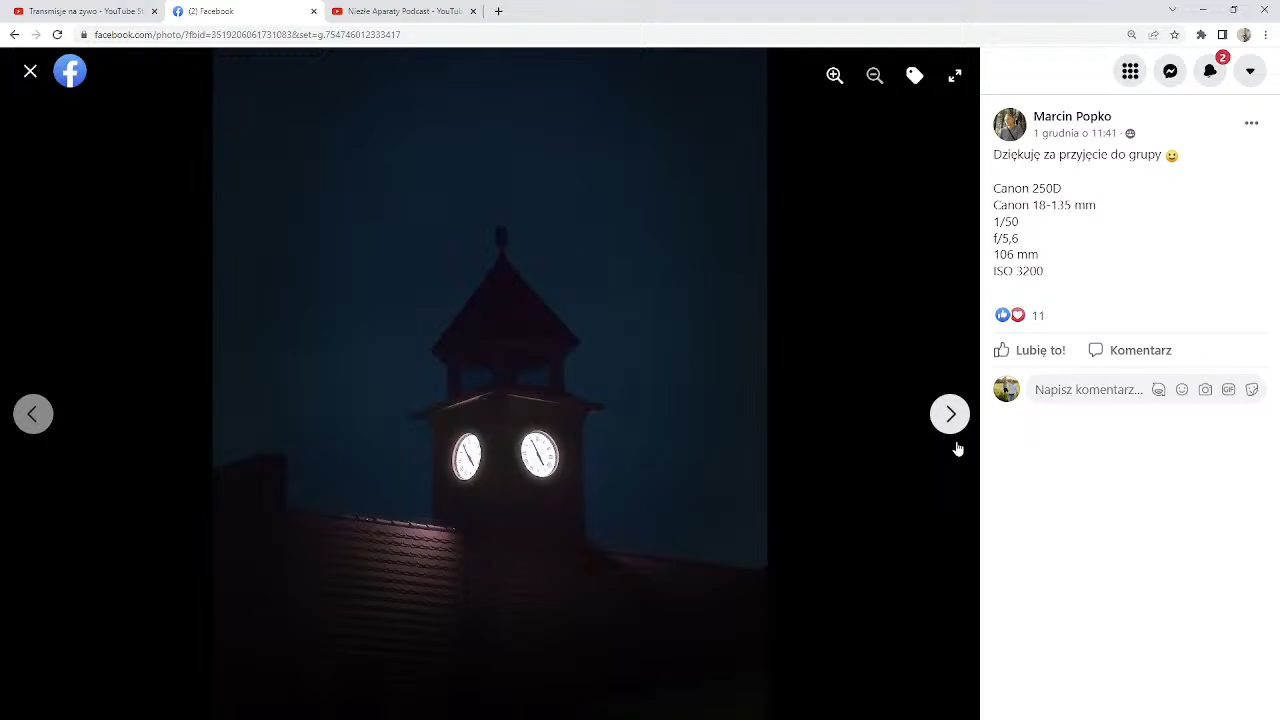 Transmisje na żywo - YouTube St
(2) Facebook
Niezłe Aparaty Podcast - YouTub
facebook.com/photo/?fbid=3519206061731083&set=g.754746012333417
2
Marcin Popko
1 grudnia o 11:41 ·
Dziękuję za przyjęcie do grupy
Canon 250D
Canon 18-135 mm
1/50
f/5,6
106 mm
ISO 3200
11
Lubię to!
Komentarz
Napisz komentarz...
GIF